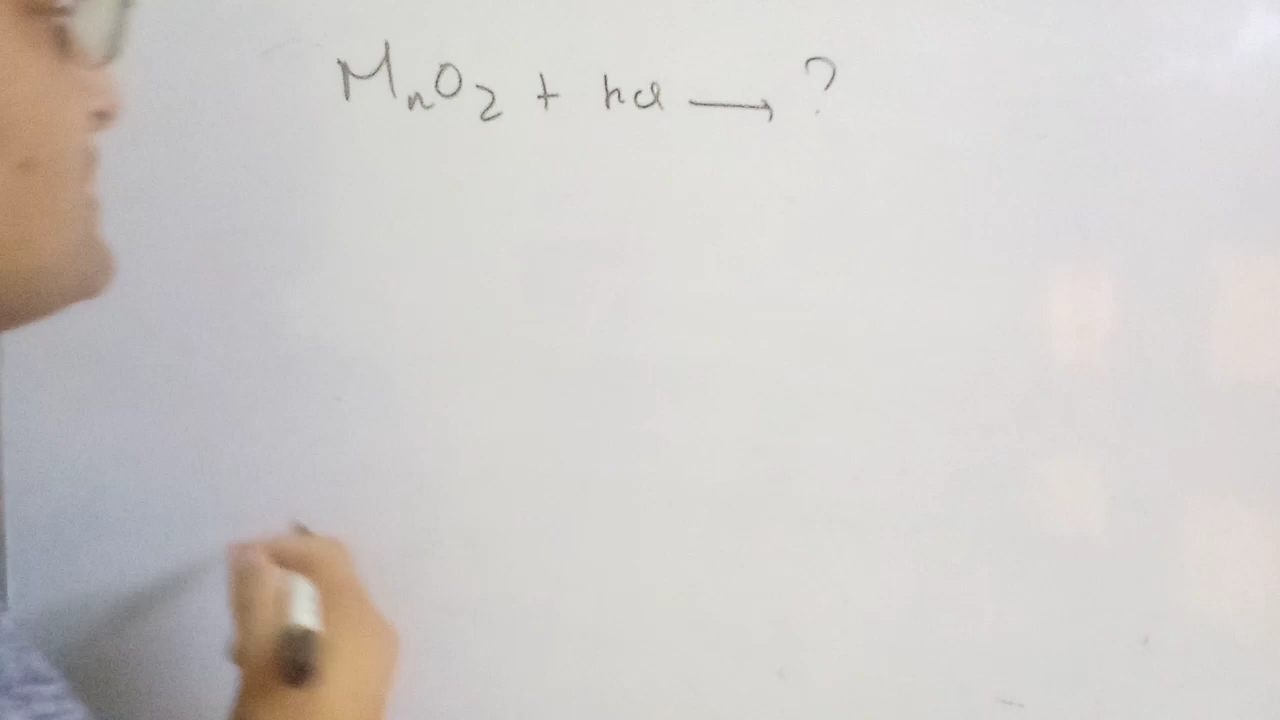 MnO2 + hcl → ?